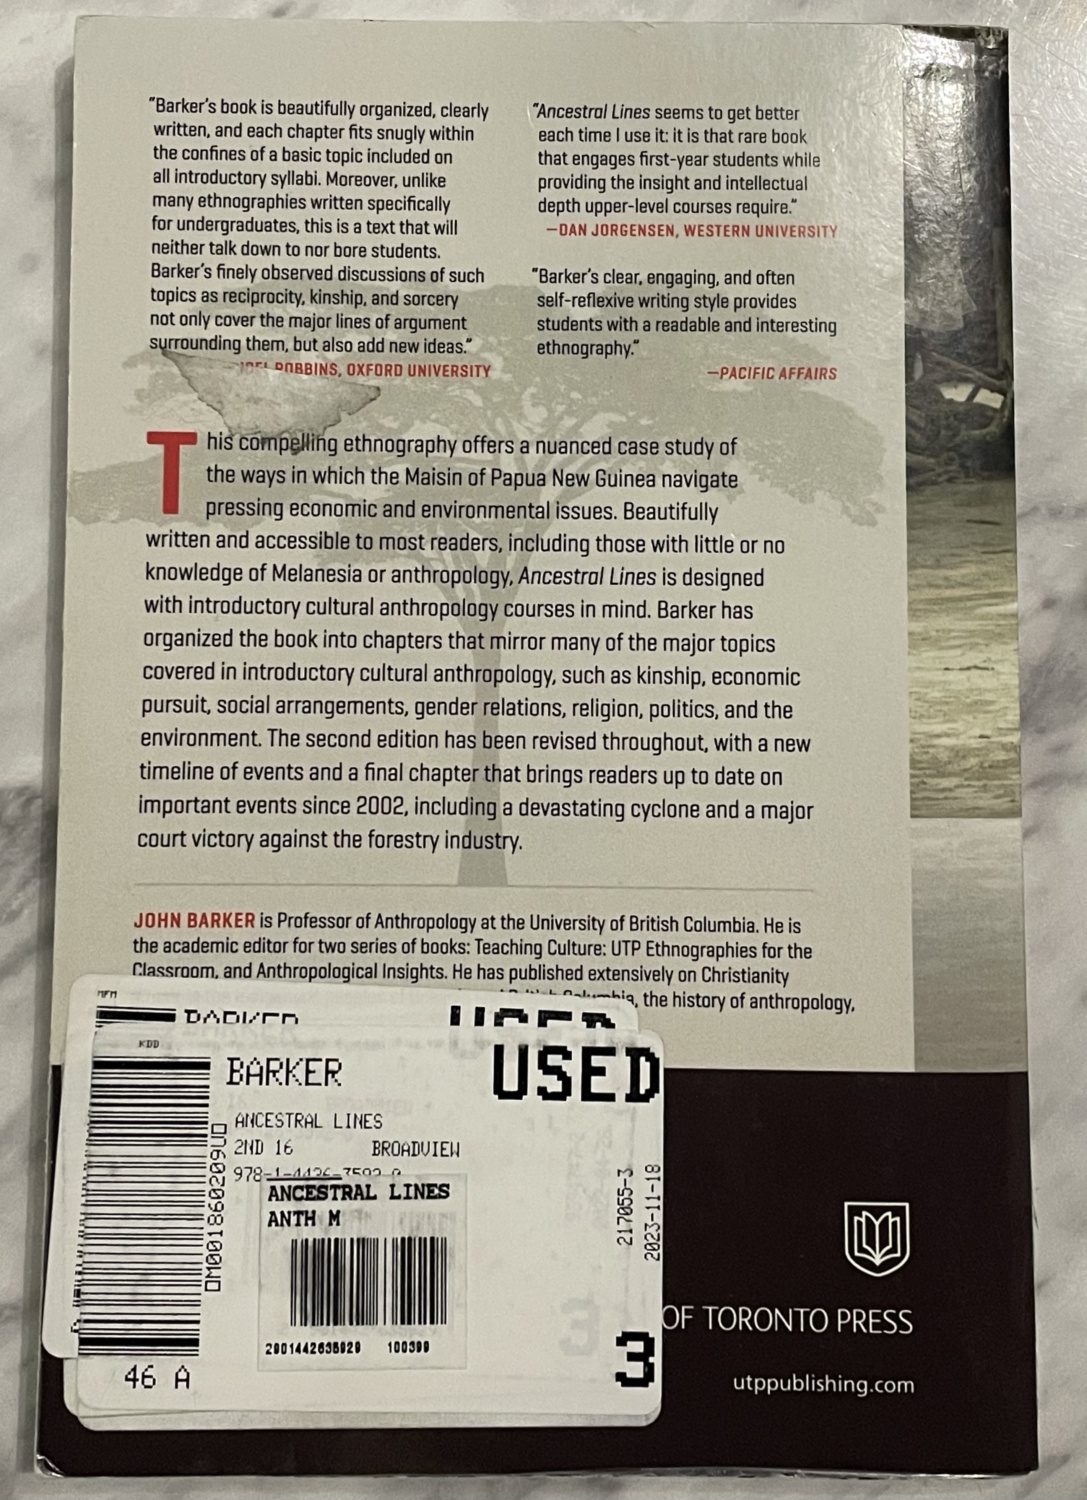 "Barker's book is beautifully organized, clearly
written, and each chapter fits snugly within
the confines of a basic topic included on
all introductory syllabi. Moreover, unlike
many ethnographies written specifically
for undergraduates, this is a text that will
neither talk down to nor bore students.
Barker's finely observed discussions of such
topics as reciprocity, kinship, and sorcery
not only cover the major lines of argument
surrounding them, but also add new ideas."
ROBBINS, OXFORD UNIVERSITY
"Ancestral Lines seems to get better
each time I use it: it is that rare book
that engages first-year students while
providing the insight and intellectual
depth upper-level courses require."
—DAN JORGENSEN, WESTERN UNIVERSITY
"Barker's clear, engaging, and often
self-reflexive writing style provides
students with a readable and interesting
ethnography."
—PACIFIC AFFAIRS
This compelling ethnography offers a nuanced case study of
the ways in which the Maisin of Papua New Guinea navigate
pressing economic and environmental issues. Beautifully
written and accessible to most readers, including those with little or no
knowledge of Melanesia or anthropology, Ancestral Lines is designed
with introductory cultural anthropology courses in mind. Barker has
organized the book into chapters that mirror many of the major topics
covered in introductory cultural anthropology, such as kinship, economic
pursuit, social arrangements, gender relations, religion, politics, and the
environment. The second edition has been revised throughout, with a new
timeline of events and a final chapter that brings readers up to date on
important events since 2002, including a devastating cyclone and a major
court victory against the forestry industry.
JOHN BARKER is Professor of Anthropology at the University of British Columbia. He is
the academic editor for two series of books: Teaching Culture: UTP Ethnographies for the
Classroom, and Anthropological Insights. He has published extensively on Christianity
the history of anthropology,
MFM
BARKER USED
KDD
BARKER USED
ANCESTRAL LINES
2ND 16 BROADVIEW
ANCESTRAL LINES
ANTH M
2901442635920 100399
0M001860209U0
217055-3
2023-11-18
46 A
3
OF TORONTO PRESS
utppublishing.com